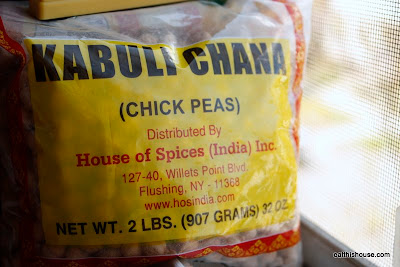 KABULI CHANA
(CHICK PEAS)
Distributed By
House of Spices (India) Inc.
127-40, Willets Point Blvd.
Flushing, NY - 11368
www.hosindia.com
NET WT. 2 LBS. (907 GRAMS) 32 OZ.
eathishouse.com